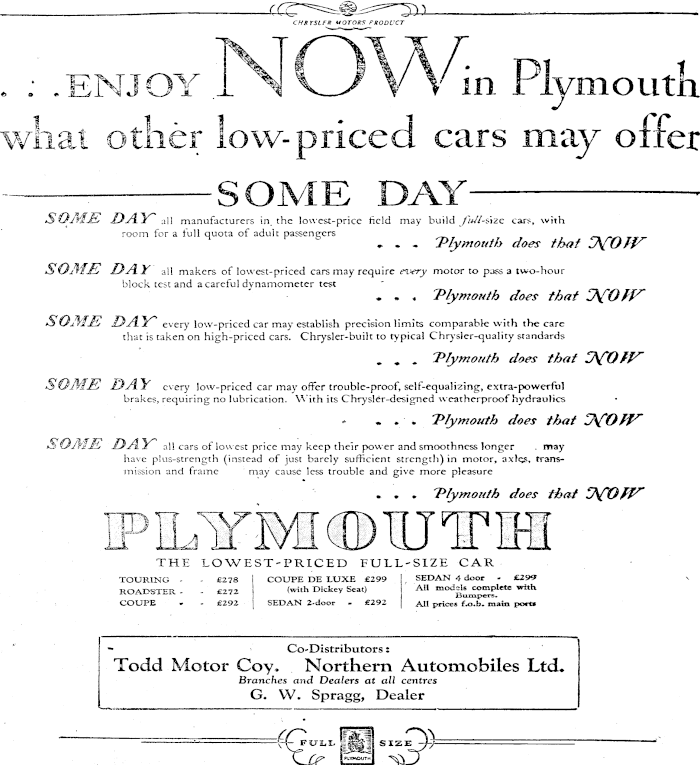 CHRYSLER MOTORS PRODUCT
. . . ENJOY NOW in Plymouth
what other low-priced cars may offer
SOME DAY
SOME DAY all manufacturers in the lowest-price field may build full-size cars, with
room for a full quota of adult passengers
. . . Plymouth does that NOW
SOME DAY all makers of lowest-priced cars may require every motor to pass a two-hour
block test and a careful dynamometer test
. . . Plymouth does that NOW
SOME DAY every low-priced car may establish precision limits comparable with the care
that is taken on high-priced cars. Chrysler-built to typical Chrysler-quality standards
. . . Plymouth does that NOW
SOME DAY every low-priced car may offer trouble-proof, self-equalizing, extra-powerful
brakes, requiring no lubrication. With its Chrysler-designed weatherproof hydraulics
. . . Plymouth does that NOW
SOME DAY all cars of lowest price may keep their power and smoothness longer . may
have plus-strength (instead of just barely sufficient strength) in motor, axles, trans-
mission and frame may cause less trouble and give more pleasure
. . . Plymouth does that NOW
PLYMOUTH
THE LOWEST-PRICED FULL-SIZE CAR
TOURING - - £278
ROADSTER - - £272
COUPE - - £292
COUPE DE LUXE £299
(with Dickey Seat)
SEDAN 2-door - £292
SEDAN 4 door - £299
All models complete with
Bumpers.
All prices f.o.b. main ports
Co-Distributors:
Todd Motor Coy. Northern Automobiles Ltd.
Branches and Dealers at all centres
G. W. Spragg, Dealer
FULL SIZE
PLYMOUTH